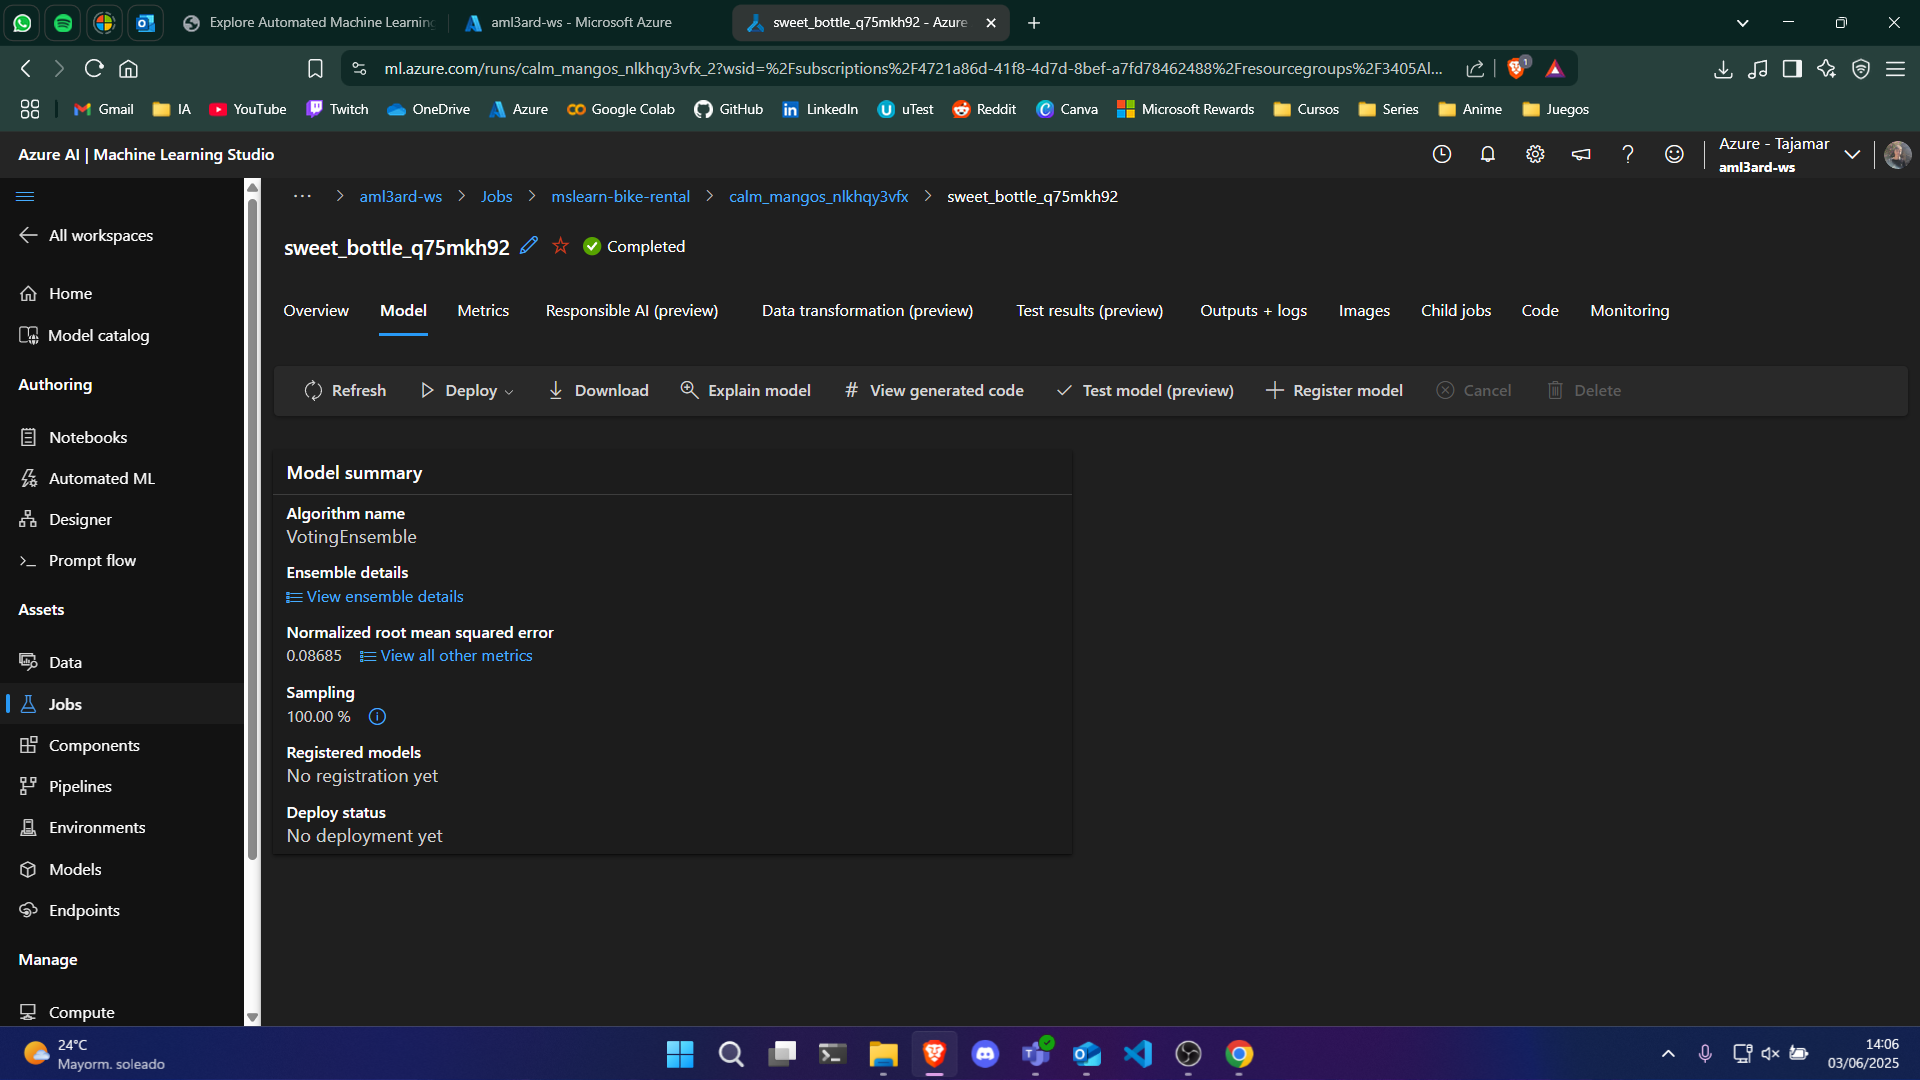 Explore Automated Machine Learning
aml3ard-ws - Microsoft Azure
sweet_bottle_q75mkh92 - Azure
ml.azure.com/runs/calm_mangos_nlkhqy3vfx_2?wsid=%2Fsubscriptions%2F4721a86d-41f8-4d7d-8bef-a7fd78462488%2Fresourcegroups%2F3405AI...
1
Gmail
IA
YouTube
Twitch
OneDrive
Azure
Google Colab
GitHub
LinkedIn
uTest
Reddit
Canva
Microsoft Rewards
Cursos
Series
Anime
Juegos
Azure AI | Machine Learning Studio
Azure - Tajamar
aml3ard-ws
All workspaces
Home
Model catalog
Authoring
Notebooks
Automated ML
Designer
Prompt flow
Assets
Data
Jobs
Components
Pipelines
Environments
Models
Endpoints
Manage
Compute
... > aml3ard-ws > Jobs > mslearn-bike-rental > calm_mangos_nlkhqy3vfx > sweet_bottle_q75mkh92
sweet_bottle_q75mkh92
Completed
Overview
Model
Metrics
Responsible AI (preview)
Data transformation (preview)
Test results (preview)
Outputs + logs
Images
Child jobs
Code
Monitoring
Refresh
Deploy
Download
Explain model
# View generated code
Test model (preview)
Register model
Cancel
Delete
Model summary
Algorithm name
VotingEnsemble
Ensemble details
View ensemble details
Normalized root mean squared error
0.08685 View all other metrics
Sampling
100.00 %
Registered models
No registration yet
Deploy status
No deployment yet
24°C
Mayorm. soleado
14:06
03/06/2025